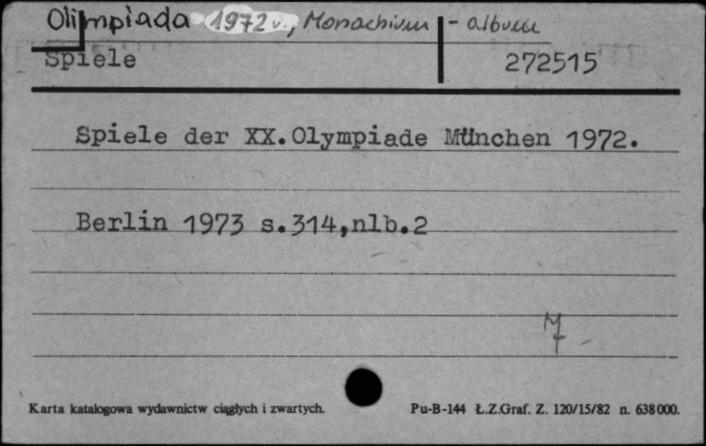 Olimpiada 1972 r., Monachium - album
Spiele 272515
Spiele der XX.Olympiade München 1972.
Berlin 1973 s.314,nlb.2
M
Karta katalogowa wydawnictw ciągłych i zwartych. Pu-B-144 Ł.Z.Graf. Z. 120/15/82 n. 638000.